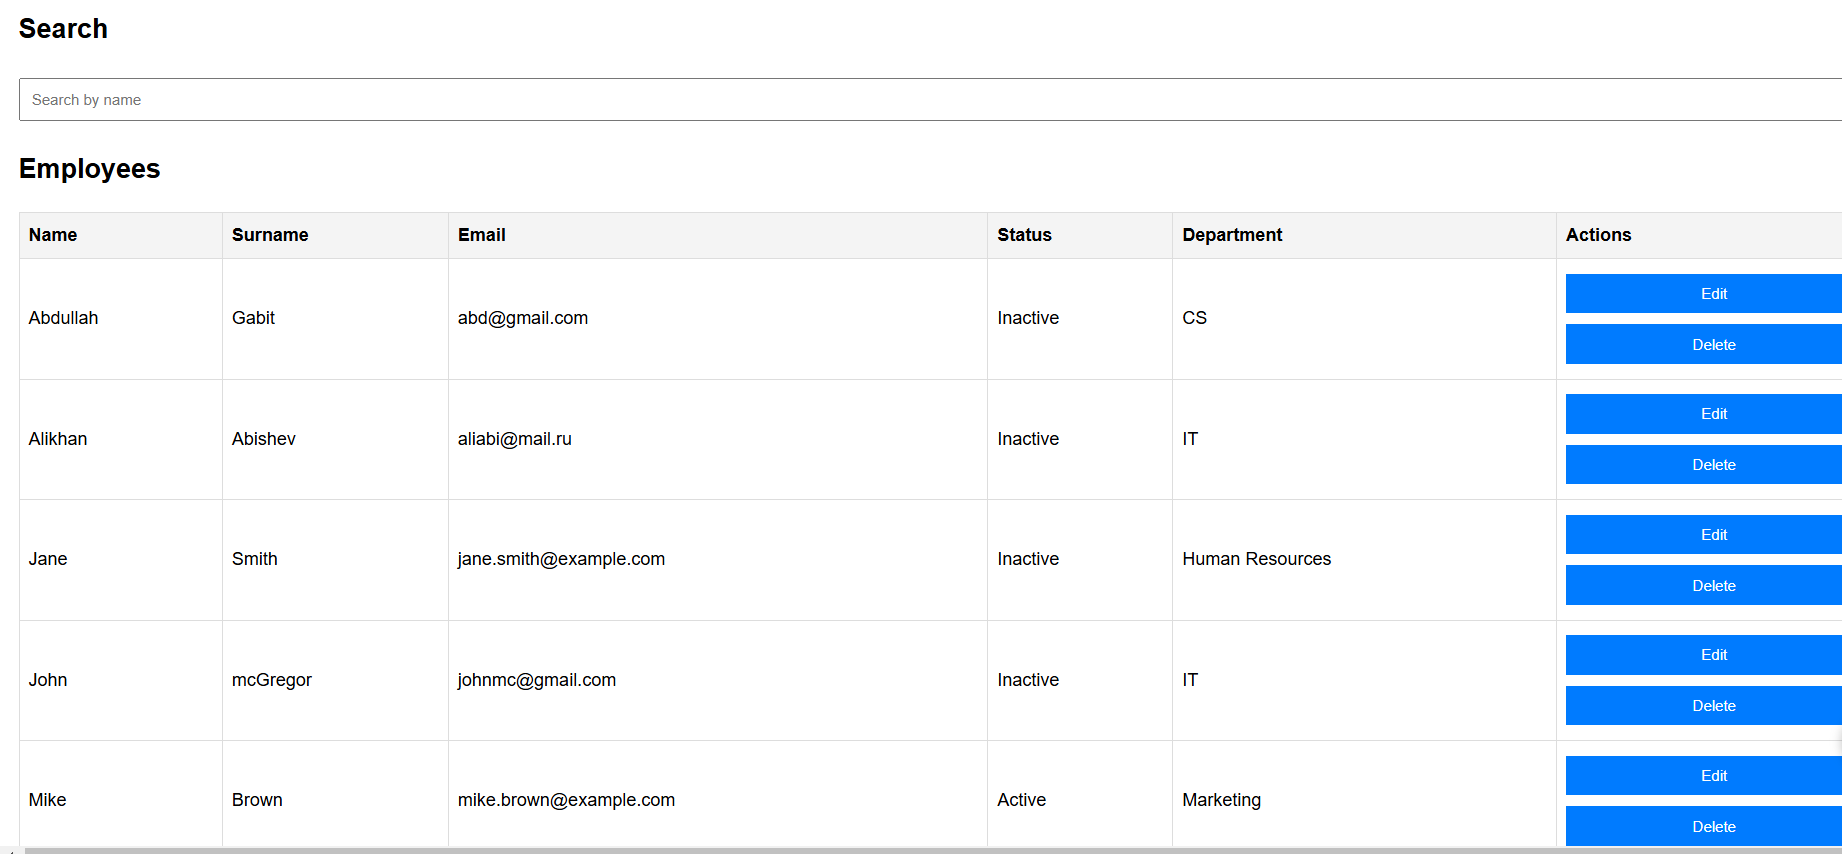 Search
Search by name
Employees
Name Surname Email Status Department Actions
Abdullah Gabit abd@gmail.com Inactive CS Edit
Delete
Alikhan Abishev aliabi@mail.ru Inactive IT Edit
Delete
Jane Smith jane.smith@example.com Inactive Human Resources Edit
Delete
John mcGregor johnmc@gmail.com Inactive IT Edit
Delete
Mike Brown mike.brown@example.com Active Marketing Edit
Delete